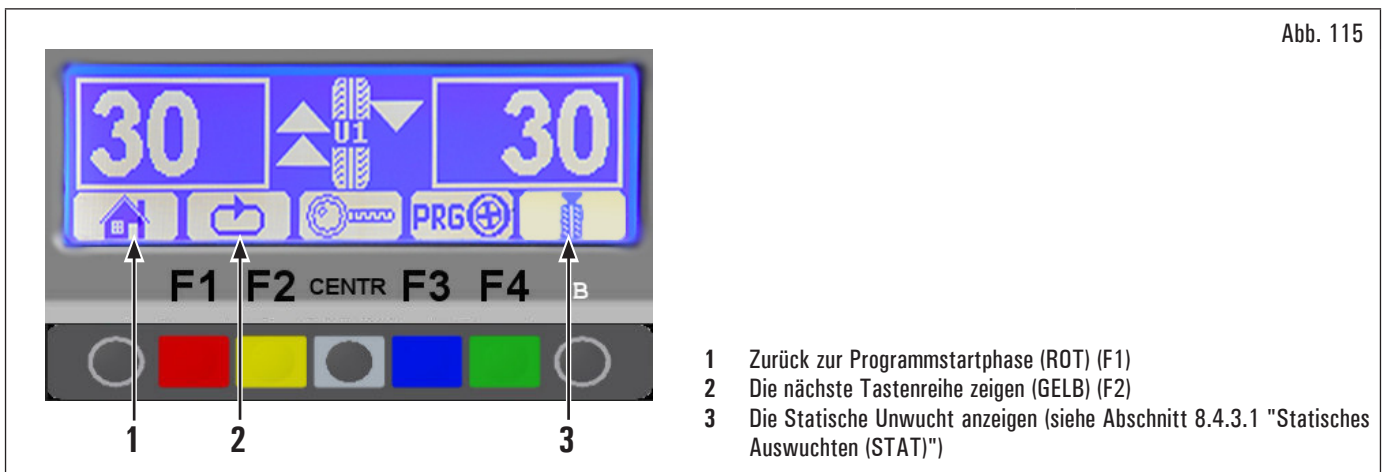 Abb. 115
30 U1 30
PRG
F1 F2 CENTR F3 F4 B
1 2 3
1 Zurück zur Programmstartphase (ROT) (F1)
2 Die nächste Tastenreihe zeigen (GELB) (F2)
3 Die Statische Unwucht anzeigen (siehe Abschnitt 8.4.3.1 "Statisches
Auswuchten (STAT)")